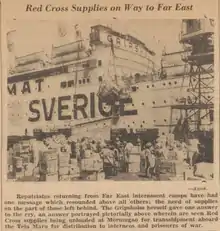 Red Cross Supplies on Way to Far East
GRIPSHOLM
MAT SVERIGE
Repatriates returning from Far East internment camps have had
one message which resounded above all others: the need of supplies
on the part of those left behind. The Gripsholm herself gave one answer
to the cry, an answer portrayed pictorially above wherein are seen Red
Cross supplies being unloaded at Mormugao for transshipment aboard
the Teia Maru for distribution to internees and prisoners of war.